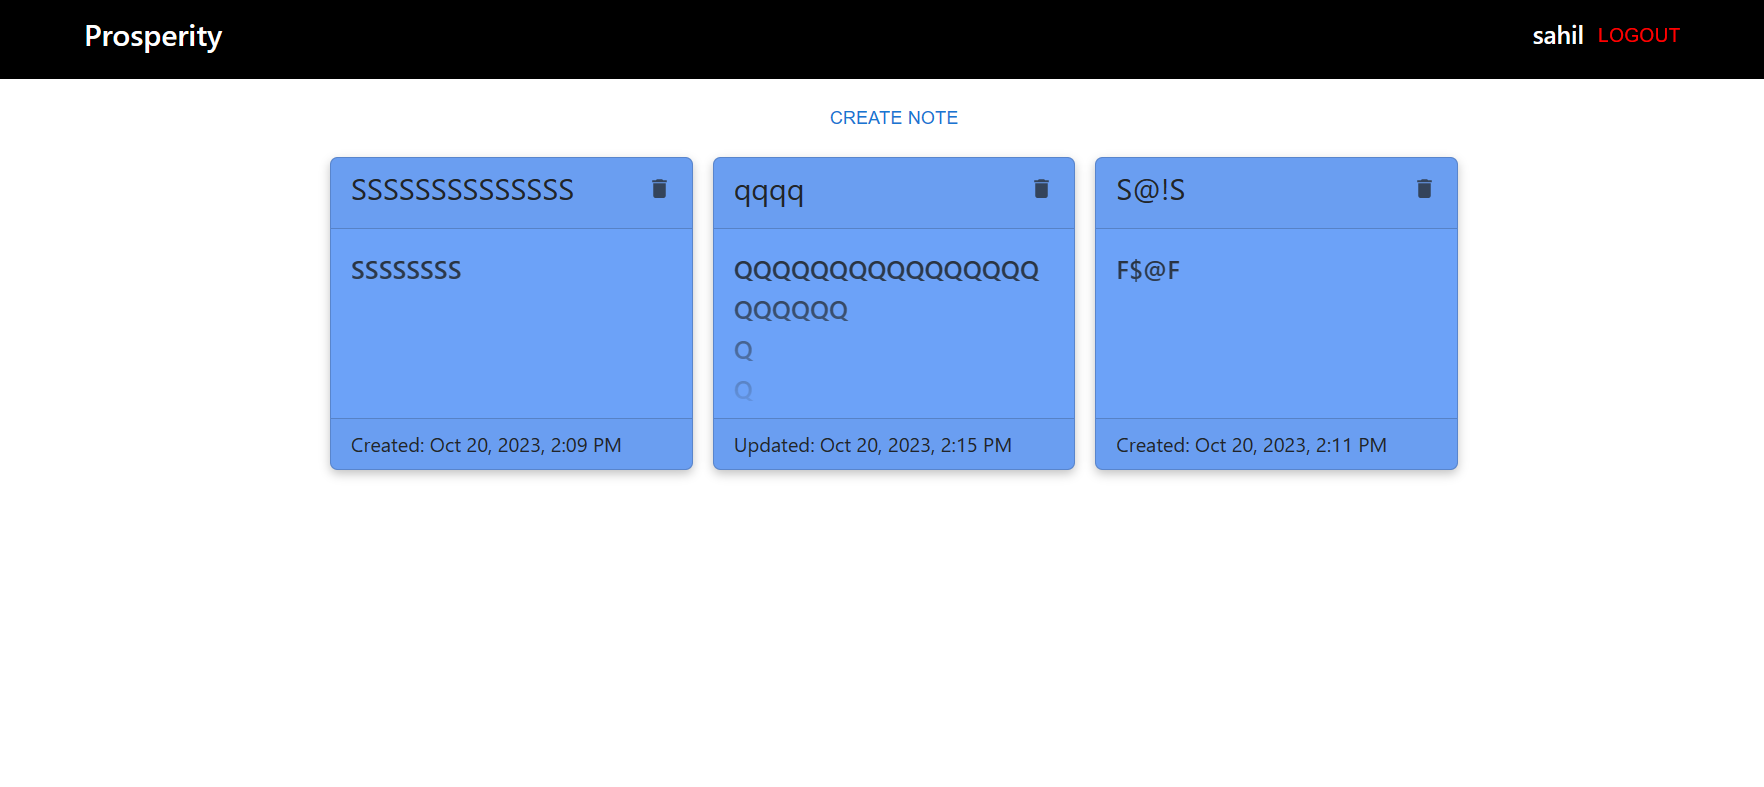 Prosperity
sahil LOGOUT
CREATE NOTE
SSSSSSSSSSSSSS
SSSSSSSS
Created: Oct 20, 2023, 2:09 PM
qqqq
QQQQQQQQQQQQQQQQ
QQQQQQ
Q
Q
Updated: Oct 20, 2023, 2:15 PM
S@!S
F$@F
Created: Oct 20, 2023, 2:11 PM